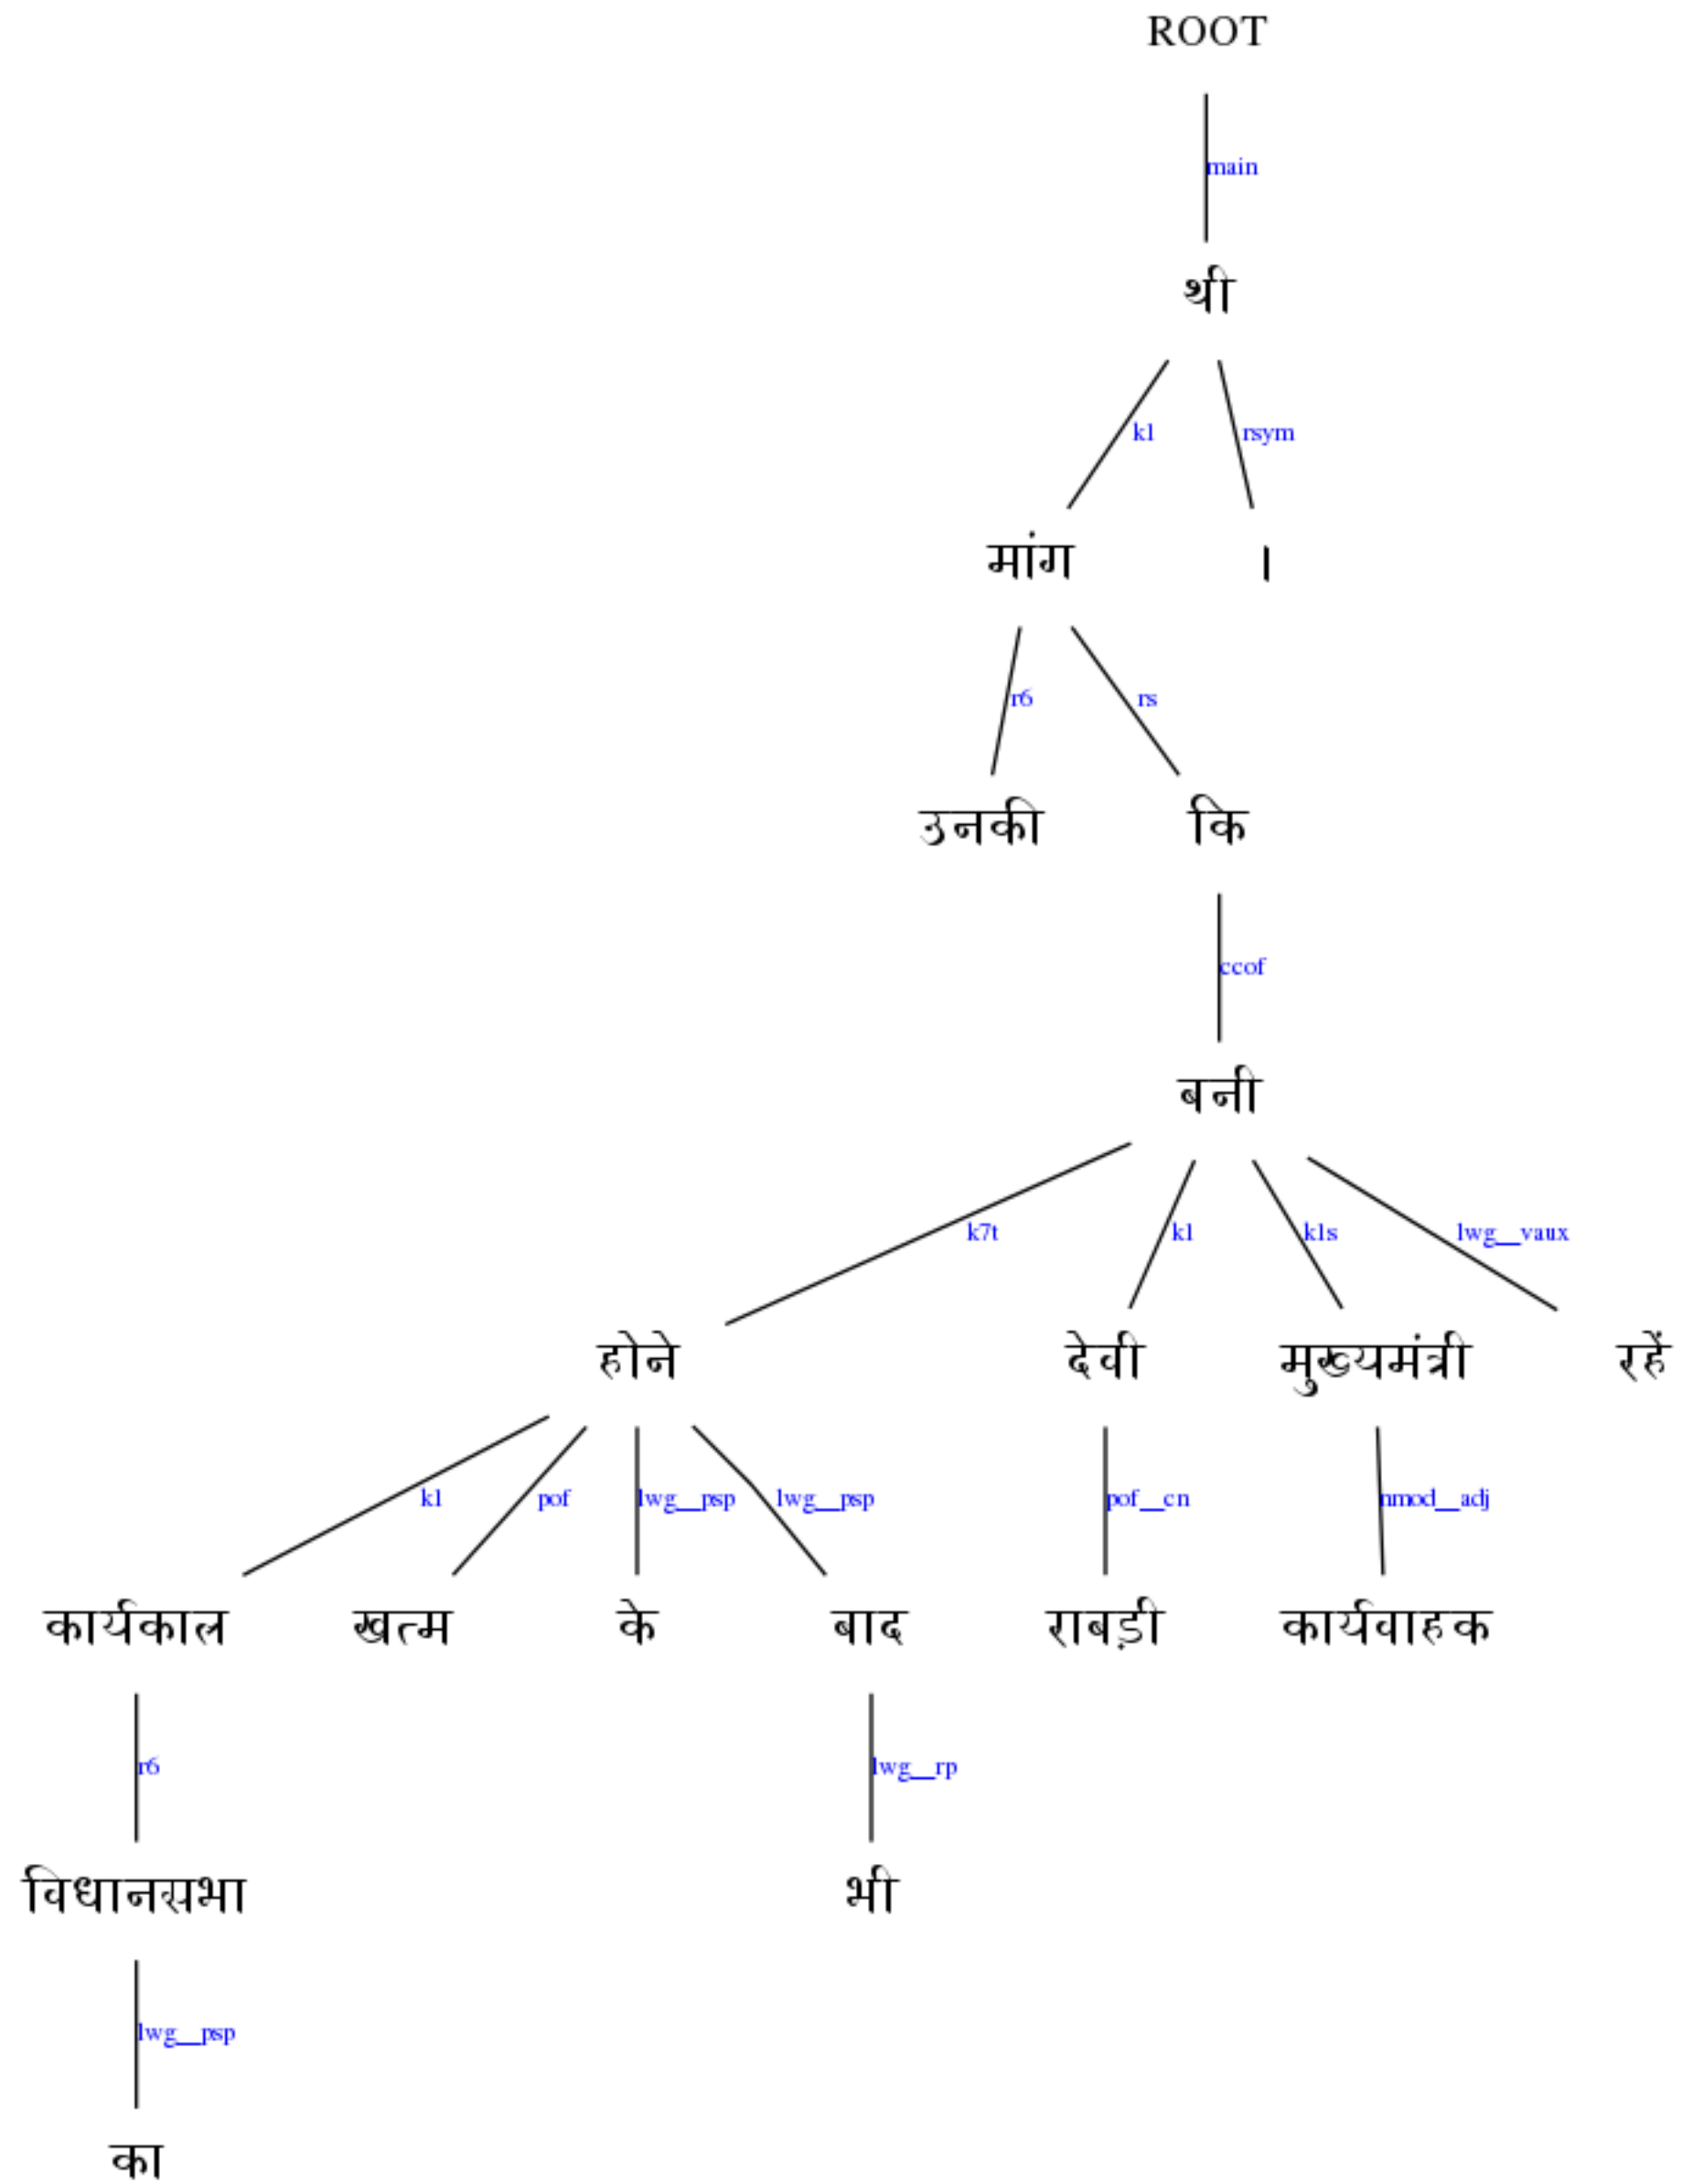 ROOT
main
थी
k1 rsym
मांग ।
r6 rs
उनकी कि
ccof
बनी
k7t k1 k1s lwg__vaux
होने देवी मुख्यमंत्री रहें
k1 pof lwg__psp lwg__psp pof__cn nmod__adj
कार्यकाल खत्म के बाद राबड़ी कार्यवाहक
r6 lwg__rp
विधानसभा भी
lwg__psp
का